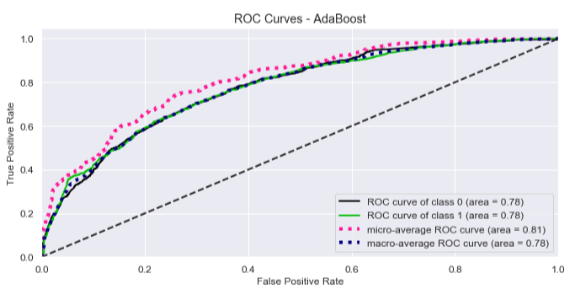 ROC Curves - AdaBoost
1.0
0.8
0.6
0.4
0.2
0.0
True Positive Rate
ROC curve of class 0 (area = 0.78)
ROC curve of class 1 (area = 0.78)
micro-average ROC curve (area = 0.81)
macro-average ROC curve (area = 0.78)
0.0 0.2 0.4 0.6 0.8 1.0
False Positive Rate